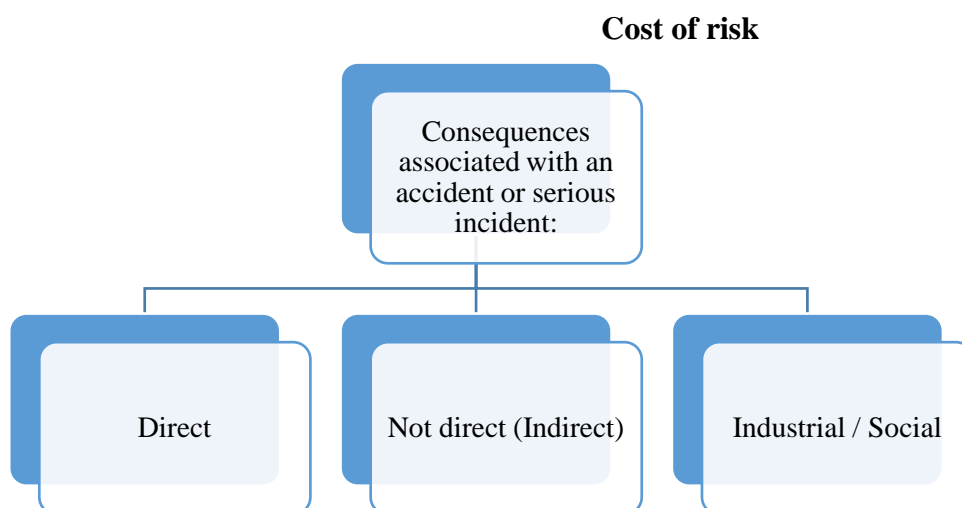 Cost of risk
Consequences
associated with an
accident or serious
incident:
Direct
Not direct (Indirect)
Industrial / Social